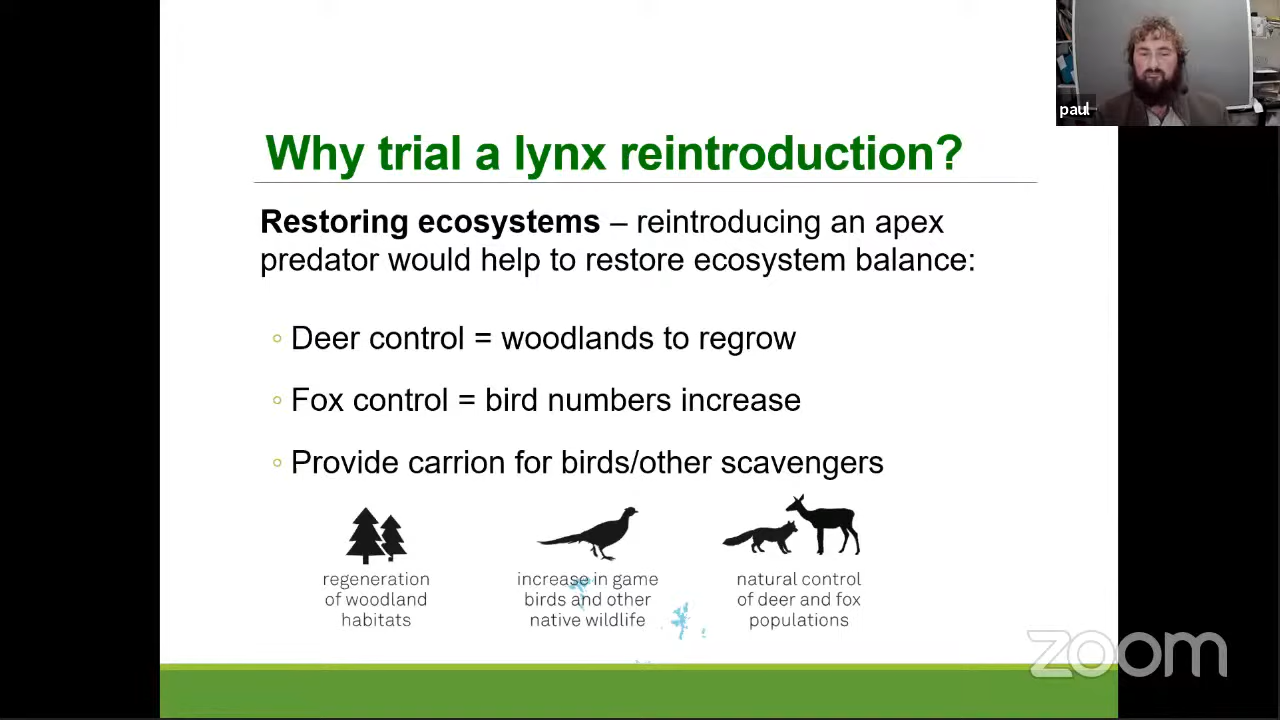 paul
Why trial a lynx reintroduction?
Restoring ecosystems – reintroducing an apex
predator would help to restore ecosystem balance:
◦ Deer control = woodlands to regrow
◦ Fox control = bird numbers increase
◦ Provide carrion for birds/other scavengers
regeneration
of woodland
habitats
increase in game
birds and other
native wildlife
natural control
of deer and fox
populations
zoom